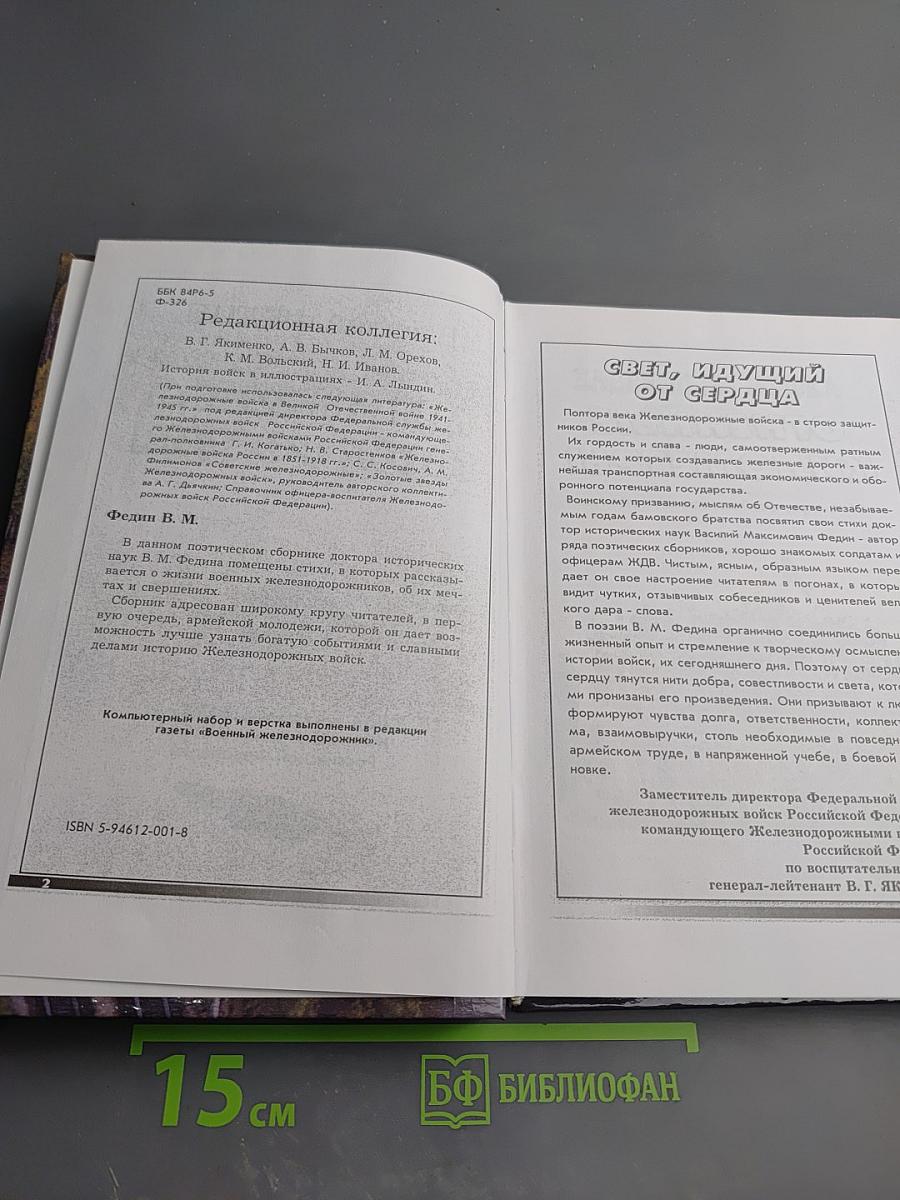 ББК 84Р6-5
Ф-326
Редакционная коллегия:
В. Г. Якименко, А. В. Бычков, Л. М. Орехов,
К. М. Вольский, Н. И. Иванов.
История войск в иллюстрациях - И. А. Лындин.
(При подготовке использовалась следующая литература: «Же-
лезнодорожные войска в Великой Отечественной войне 1941-
1945 гг.» под редакцией директора Федеральной службы же-
лезнодорожных войск Российской Федерации - командующе-
го Железнодорожными войсками Российской Федерации гене-
рал-полковника Г. И. Когатько; Н. В. Старостенков «Железно-
дорожные войска России в 1851-1918 гг.»; С. С. Косович, А. М.
Филимонов «Советские железнодорожные»; «Золотые звезды
Железнодорожных войск», руководитель авторского коллекти-
ва А. Г. Дьячкин; Справочник офицера-воспитателя Железнодо-
рожных войск Российской Федерации).
Федин В. М.
В данном поэтическом сборнике доктора исторических
наук В. М. Федина помещены стихи, в которых рассказы-
вается о жизни военных железнодорожников, об их меч-
тах и свершениях.
Сборник адресован широкому кругу читателей, в пер-
вую очередь, армейской молодежи, которой он дает воз-
можность лучше узнать богатую событиями и славными
делами историю Железнодорожных войск.
Компьютерный набор и верстка выполнены в редакции
газеты «Военный железнодорожник».
ISBN 5-94612-001-8
2
СВЕТ, ИДУЩИЙ
ОТ СЕРДЦА
Полтора века Железнодорожные войска - в строю защит-
ников России.
Их гордость и слава - люди, самоотверженным ратным
служением которых создавались железные дороги - важ-
нейшая транспортная составляющая экономического и обо-
ронного потенциала государства.
Воинскому призванию, мыслям об Отечестве, незабывае-
мым годам бамовского братства посвятил свои стихи док-
тор исторических наук Василий Максимович Федин - автор
ряда поэтических сборников, хорошо знакомых солдатам и
офицерам ЖДВ. Чистым, ясным, образным языком пере
дает он свое настроение читателям в погонах, в которы
видит чутких, отзывчивых собеседников и ценителей вел
кого дара - слова.
В поэзии В. М. Федина органично соединились больш
жизненный опыт и стремление к творческому осмыслен
истории войск, их сегодняшнего дня. Поэтому от сердц
сердцу тянутся нити добра, совестливости и света, кото
ми пронизаны его произведения. Они призывают к лю
формируют чувства долга, ответственности, коллект
ма, взаимовыручки, столь необходимые в повседн
армейском труде, в напряженной учебе, в боевой
новке.
Заместитель директора Федеральной
железнодорожных войск Российской Феде
командующего Железнодорожными в
Российской Ф
по воспитательн
генерал-лейтенант В. Г. ЯК
15 см
БФ БИБЛИОФАН